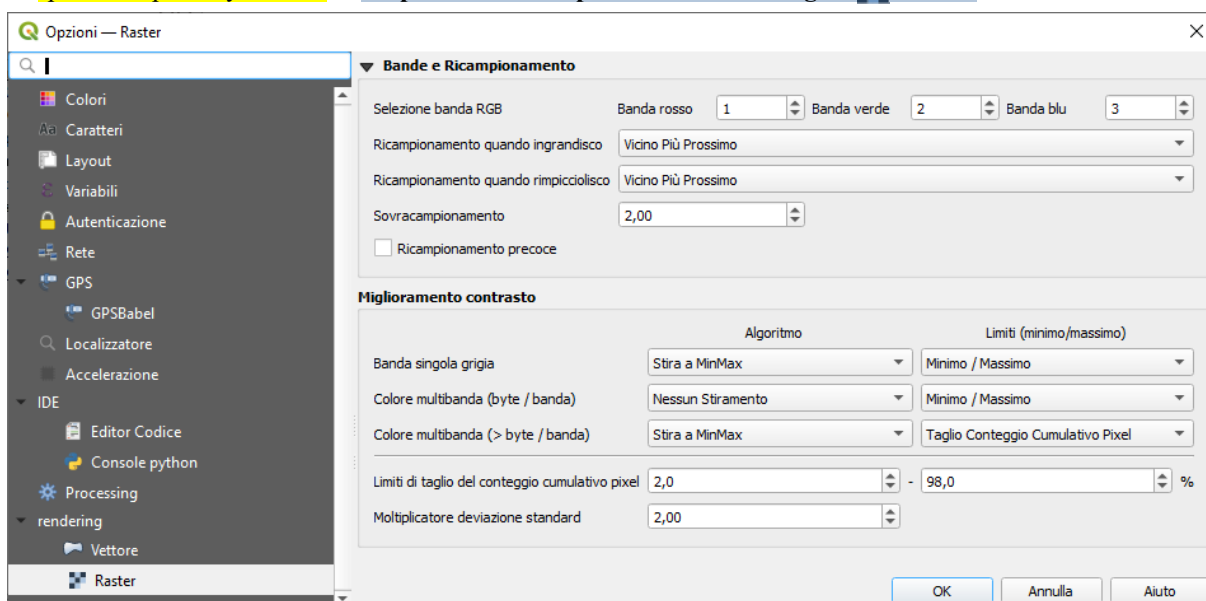 Opzioni — Raster
Colori
Caratteri
Layout
Variabili
Autenticazione
Rete
GPS
GPSBabel
Localizzatore
Accelerazione
IDE
Editor Codice
Console python
Processing
rendering
Vettore
Raster
Bande e Ricampionamento
Selezione banda RGB Banda rosso 1 Banda verde 2 Banda blu 3
Ricampionamento quando ingrandisco Vicino Più Prossimo
Ricampionamento quando rimpicciolisco Vicino Più Prossimo
Sovracampionamento 2,00
Ricampionamento precoce
Miglioramento contrasto
Algoritmo Limiti (minimo/massimo)
Banda singola grigia Stira a MinMax Minimo / Massimo
Colore multibanda (byte / banda) Nessun Stiramento Minimo / Massimo
Colore multibanda (> byte / banda) Stira a MinMax Taglio Conteggio Cumulativo Pixel
Limiti di taglio del conteggio cumulativo pixel 2,0 - 98,0 %
Moltiplicatore deviazione standard 2,00
OK Annulla Aiuto